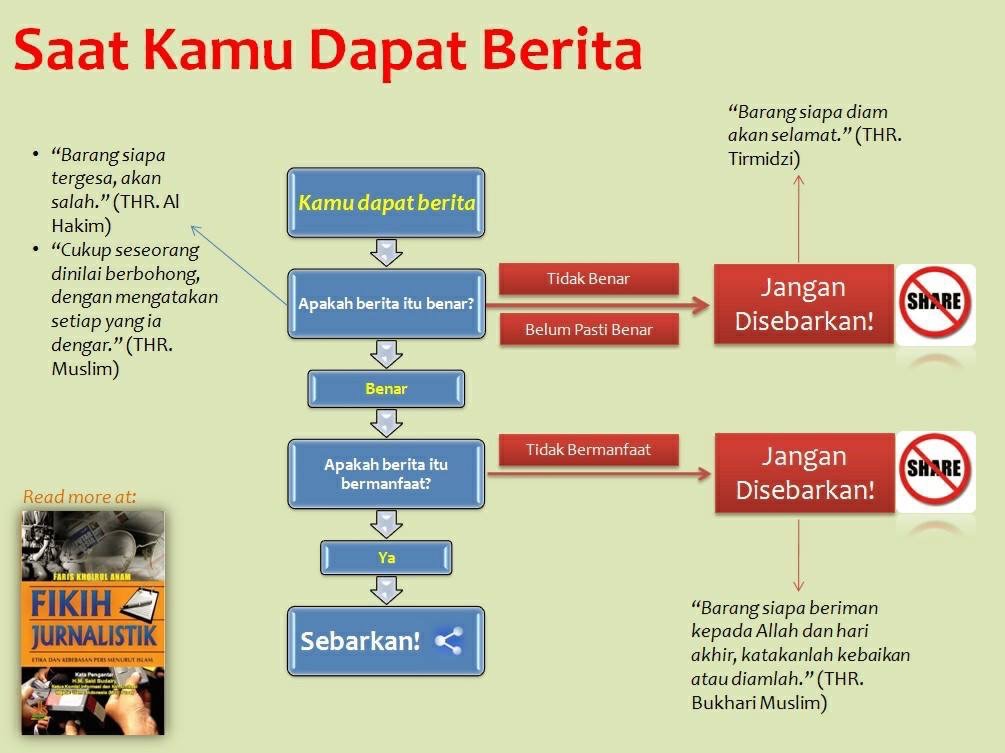 Saat Kamu Dapat Berita
“Barang siapa diam
akan selamat.” (THR.
Tirmidzi)
• “Barang siapa
tergesa, akan
salah.” (THR. Al
Hakim)
• “Cukup seseorang
dinilai berbohong,
dengan mengatakan
setiap yang ia
dengar.” (THR.
Muslim)
Kamu dapat berita
Apakah berita itu benar?
Tidak Benar
Belum Pasti Benar
Jangan
Disebarkan!
SHARE
Benar
Apakah berita itu
bermanfaat?
Tidak Bermanfaat
Jangan
Disebarkan!
SHARE
Ya
Sebarkan!
“Barang siapa beriman
kepada Allah dan hari
akhir, katakanlah kebaikan
atau diamlah.” (THR.
Bukhari Muslim)
Read more at:
FARIS KHOIRUL ANAM
FIKIH
JURNALISTIK
ETIKA DAN KEBEBASAN PERS MENURUT ISLAM
Kata Pengantar